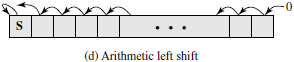 0
S
• • •
(d) Arithmetic left shift